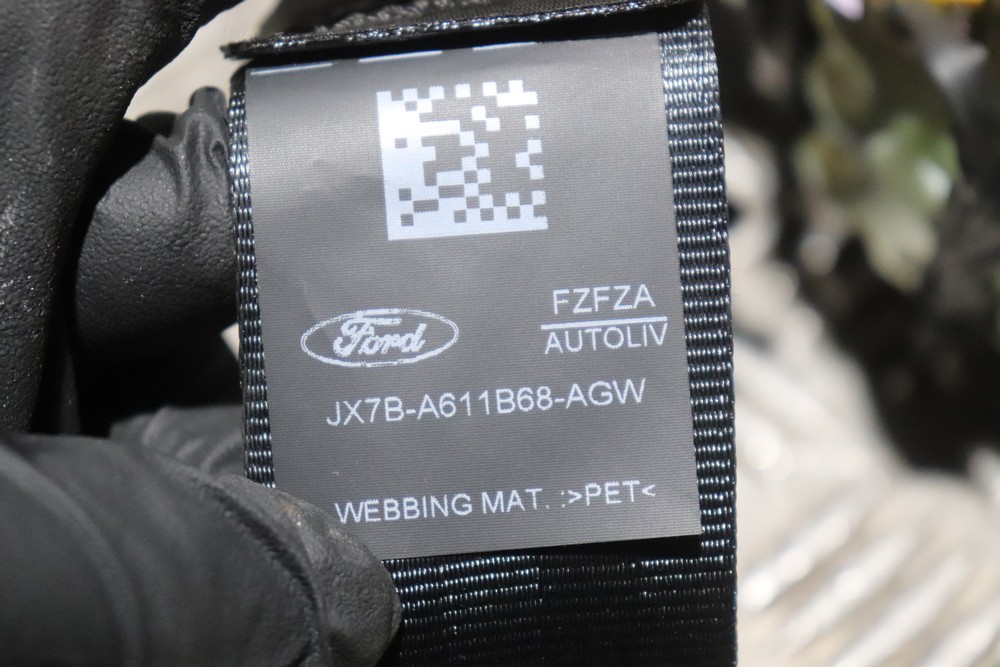 Ford
FZFZA
AUTOLIV
JX7B-A611B68-AGW
WEBBING MAT. :>PET<